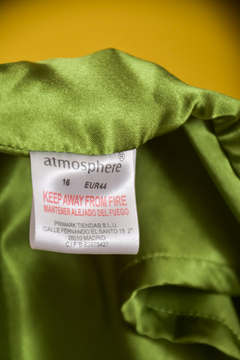 atmosphere®
16 EUR44
KEEP AWAY FROM FIRE
MANTENER ALEJADO DEL FUEGO
PRIMARK TIENDAS S.L.U.
CALLE FERNANDO EL SANTO 15 2°
28010 MADRID
C.I.F.